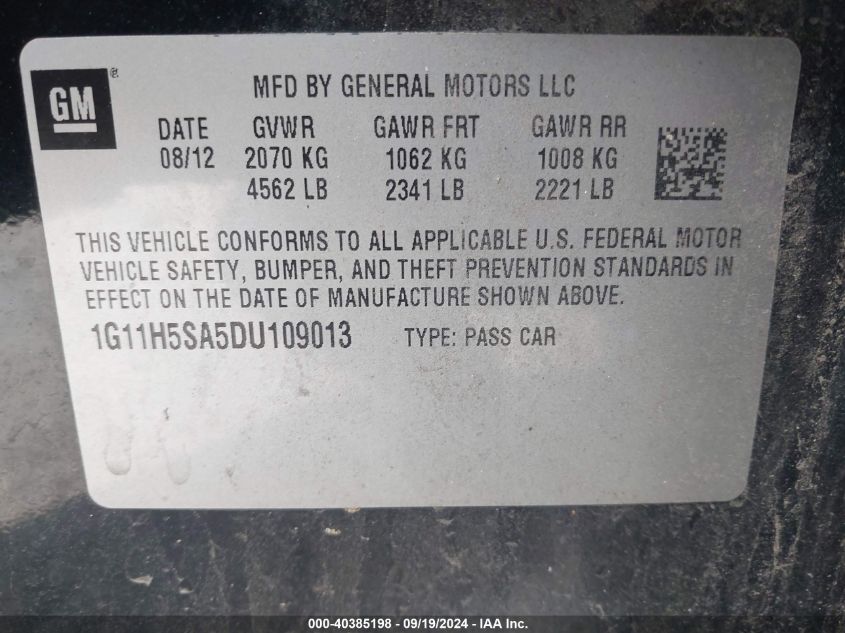 GM ®
MFD BY GENERAL MOTORS LLC
DATE GVWR GAWR FRT GAWR RR
08/12 2070 KG 1062 KG 1008 KG
4562 LB 2341 LB 2221 LB
THIS VEHICLE CONFORMS TO ALL APPLICABLE U.S. FEDERAL MOTOR
VEHICLE SAFETY, BUMPER, AND THEFT PREVENTION STANDARDS IN
EFFECT ON THE DATE OF MANUFACTURE SHOWN ABOVE.
1G11H5SA5DU109013 TYPE: PASS CAR
000-40385198 - 09/19/2024 - IAA Inc.